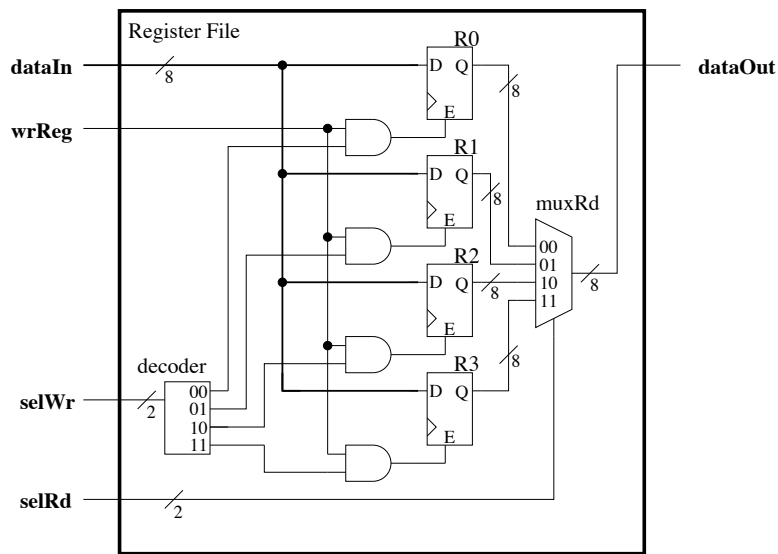 Register File
R0
dataIn
8
D Q
8
dataOut
E
wrReg
R1
D Q
8
muxRd
E
00
01
10
11
8
R2
D Q
8
E
decoder
R3
8
selWr
2
00
01
10
11
D Q
E
selRd
2